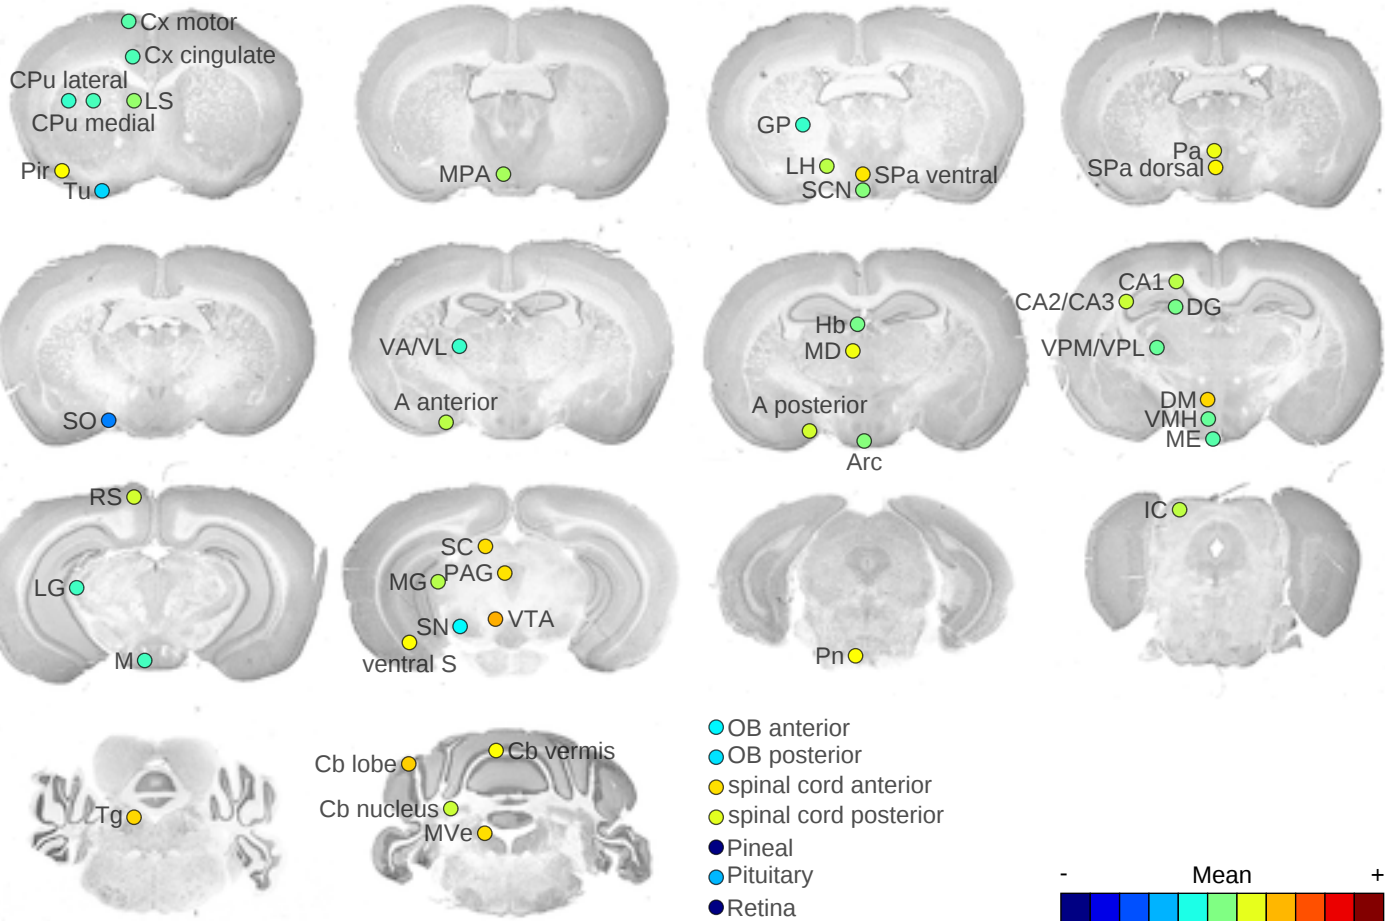 Cx motor
Cx cingulate
CPu lateral
LS
CPu medial
Pir
Tu
MPA
GP
LH
SPa ventral
SCN
Pa
SPa dorsal
SO
VA/VL
A anterior
Hb
MD
A posterior
Arc
CA1
CA2/CA3
DG
VPM/VPL
DM
VMH
ME
RS
LG
M
SC
PAG
MG
SN
VTA
ventral S
Pn
IC
Tg
Cb lobe
Cb vermis
Cb nucleus
MVe
OB anterior
OB posterior
spinal cord anterior
spinal cord posterior
Pineal
Pituitary
Retina
- Mean +